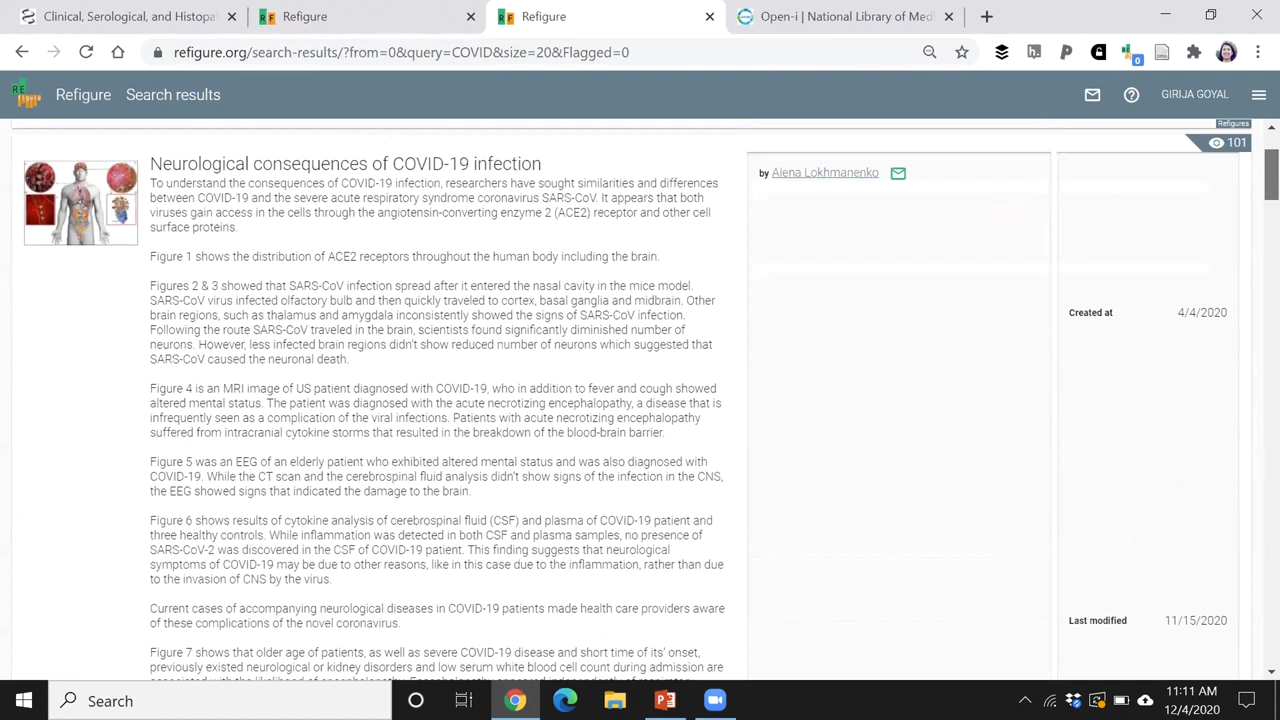 Clinical, Serological, and Histopat
Refigure
Refigure
Open-i | National Library of Med
refigure.org/search-results/?from=0&query=COVID&size=20&Flagged=0
0
RE
Refigure
Search results
GIRIJA GOYAL
Refigures
101
Neurological consequences of COVID-19 infection
To understand the consequences of COVID-19 infection, researchers have sought similarities and differences
between COVID-19 and the severe acute respiratory syndrome coronavirus SARS-CoV. It appears that both
viruses gain access in the cells through the angiotensin-converting enzyme 2 (ACE2) receptor and other cell
surface proteins.
Figure 1 shows the distribution of ACE2 receptors throughout the human body including the brain.
Figures 2 & 3 showed that SARS-CoV infection spread after it entered the nasal cavity in the mice model.
SARS-CoV virus infected olfactory bulb and then quickly traveled to cortex, basal ganglia and midbrain. Other
brain regions, such as thalamus and amygdala inconsistently showed the signs of SARS-CoV infection.
Following the route SARS-CoV traveled in the brain, scientists found significantly diminished number of
neurons. However, less infected brain regions didn't show reduced number of neurons which suggested that
SARS-CoV caused the neuronal death.
Figure 4 is an MRI image of US patient diagnosed with COVID-19, who in addition to fever and cough showed
altered mental status. The patient was diagnosed with the acute necrotizing encephalopathy, a disease that is
infrequently seen as a complication of the viral infections. Patients with acute necrotizing encephalopathy
suffered from intracranial cytokine storms that resulted in the breakdown of the blood-brain barrier.
Figure 5 was an EEG of an elderly patient who exhibited altered mental status and was also diagnosed with
COVID-19. While the CT scan and the cerebrospinal fluid analysis didn't show signs of the infection in the CNS,
the EEG showed signs that indicated the damage to the brain.
Figure 6 shows results of cytokine analysis of cerebrospinal fluid (CSF) and plasma of COVID-19 patient and
three healthy controls. While inflammation was detected in both CSF and plasma samples, no presence of
SARS-CoV-2 was discovered in the CSF of COVID-19 patient. This finding suggests that neurological
symptoms of COVID-19 may be due to other reasons, like in this case due to the inflammation, rather than due
to the invasion of CNS by the virus.
Current cases of accompanying neurological diseases in COVID-19 patients made health care providers aware
of these complications of the novel coronavirus.
Figure 7 shows that older age of patients, as well as severe COVID-19 disease and short time of its' onset,
previously existed neurological or kidney disorders and low serum white blood cell count during admission are
by Alena Lokhmanenko
Created at 4/4/2020
Last modified 11/15/2020
Search
11:11 AM
12/4/2020